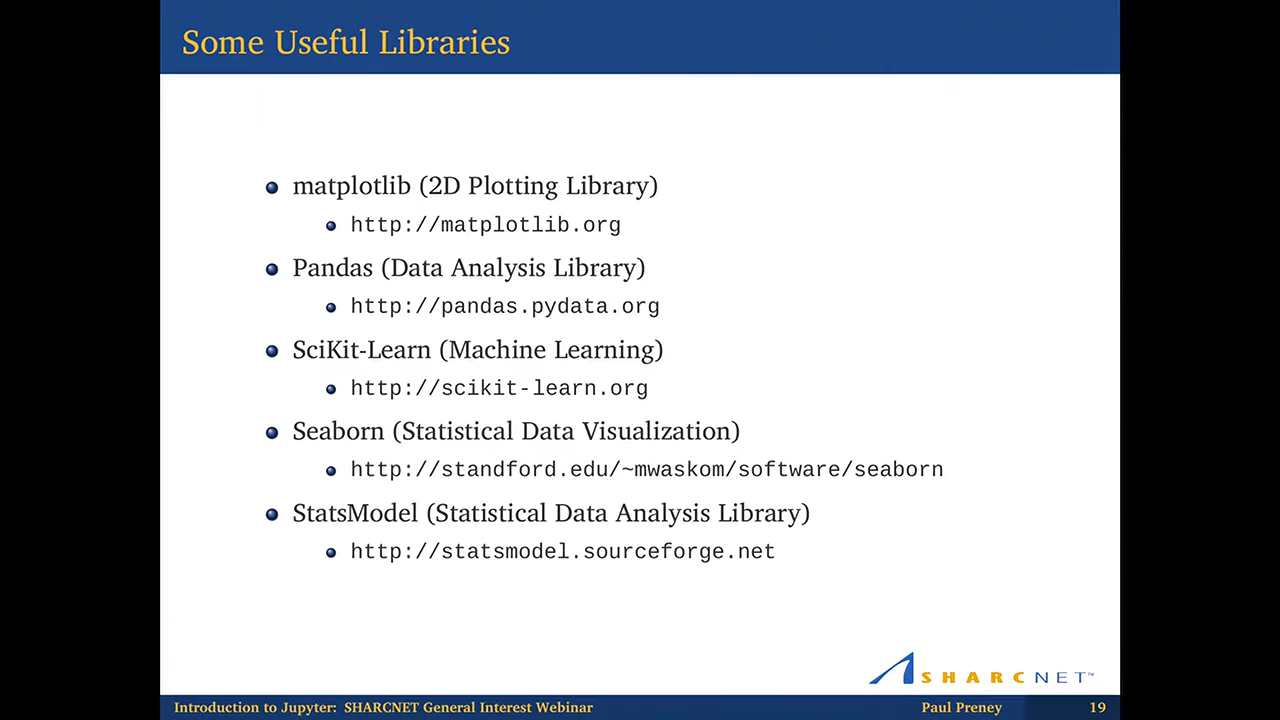 Some Useful Libraries
matplotlib (2D Plotting Library)
http://matplotlib.org
Pandas (Data Analysis Library)
http://pandas.pydata.org
SciKit-Learn (Machine Learning)
http://scikit-learn.org
Seaborn (Statistical Data Visualization)
http://standford.edu/~mwaskom/software/seaborn
StatsModel (Statistical Data Analysis Library)
http://statsmodel.sourceforge.net
SHARCNET™
Introduction to Jupyter: SHARCNET General Interest Webinar Paul Preney 19